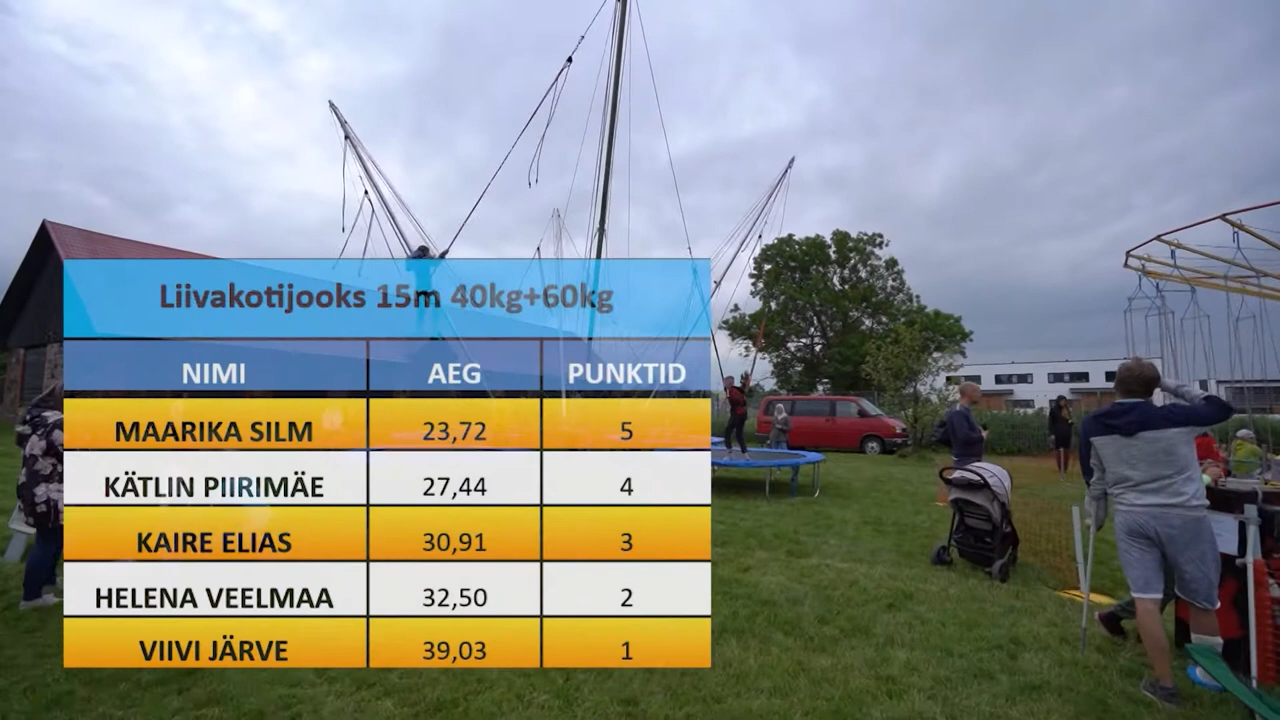 Liivakotijooks 15m 40kg+60kg
NIMI AEG PUNKTID
MAARIKA SILM 23,72 5
KÄTLIN PIIRIMÄE 27,44 4
KAIRE ELIAS 30,91 3
HELENA VEELMAA 32,50 2
VIIVI JÄRVE 39,03 1